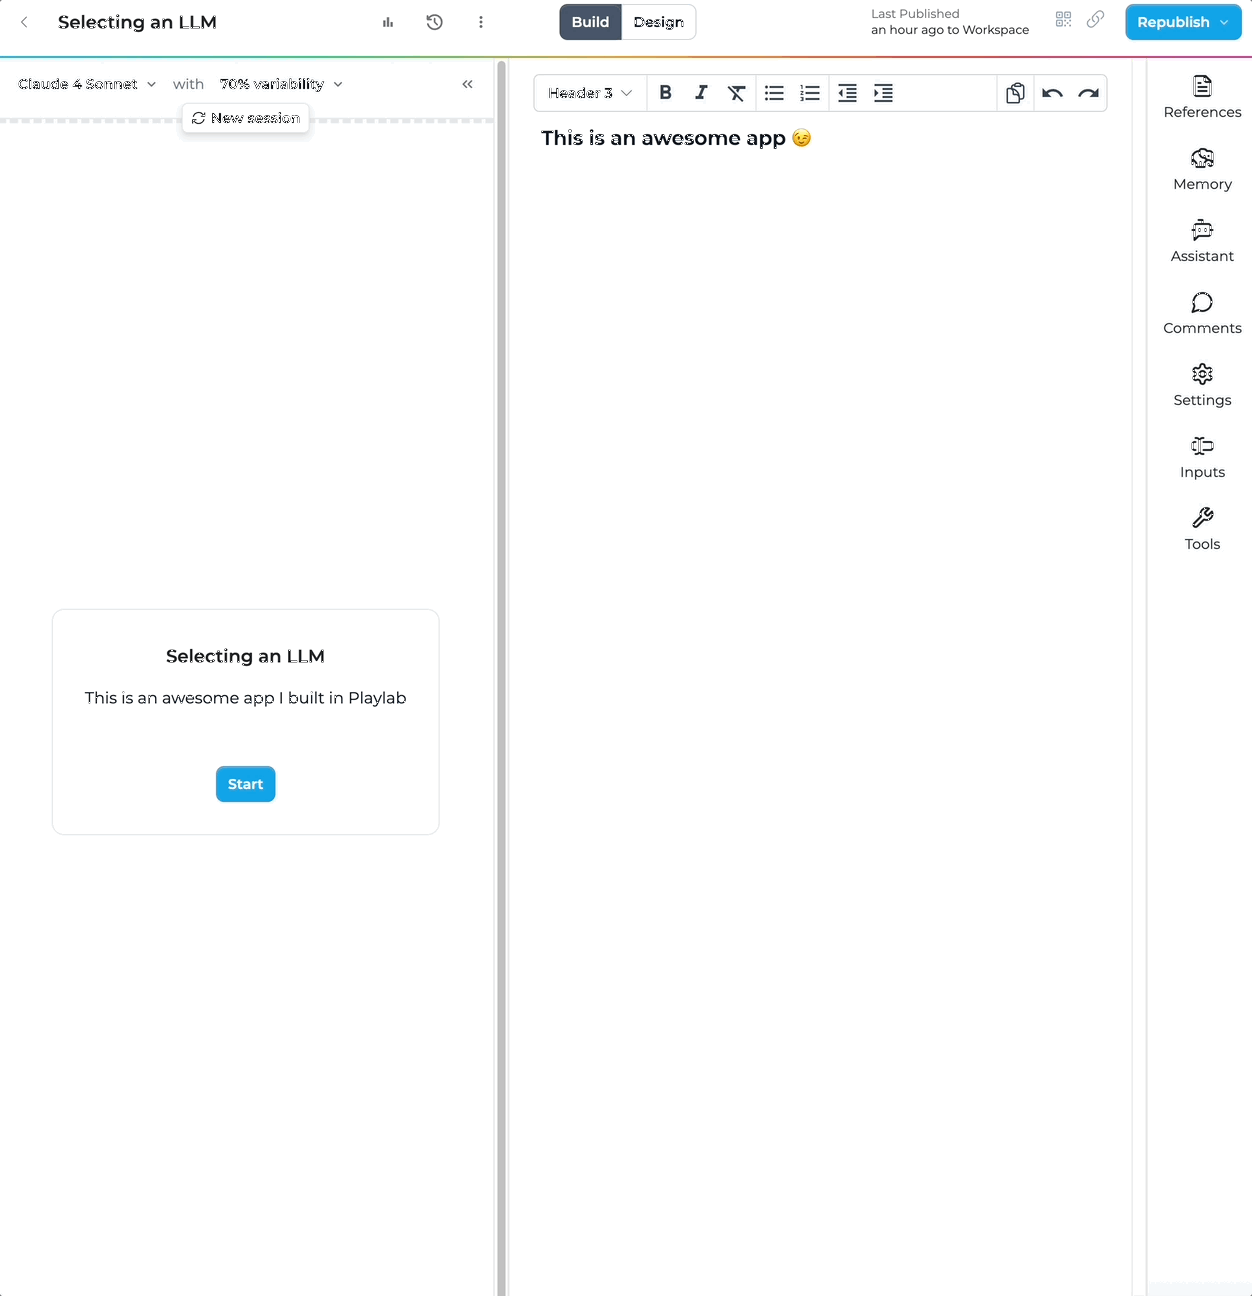 Selecting an LLM
Build
Design
Last Published
an hour ago to Workspace
Republish
Claude 4 Sonnet
with
70% variability
New session
Header 3
This is an awesome app 😉
Selecting an LLM
This is an awesome app I built in Playlab
Start
References
Memory
Assistant
Comments
Settings
Inputs
Tools